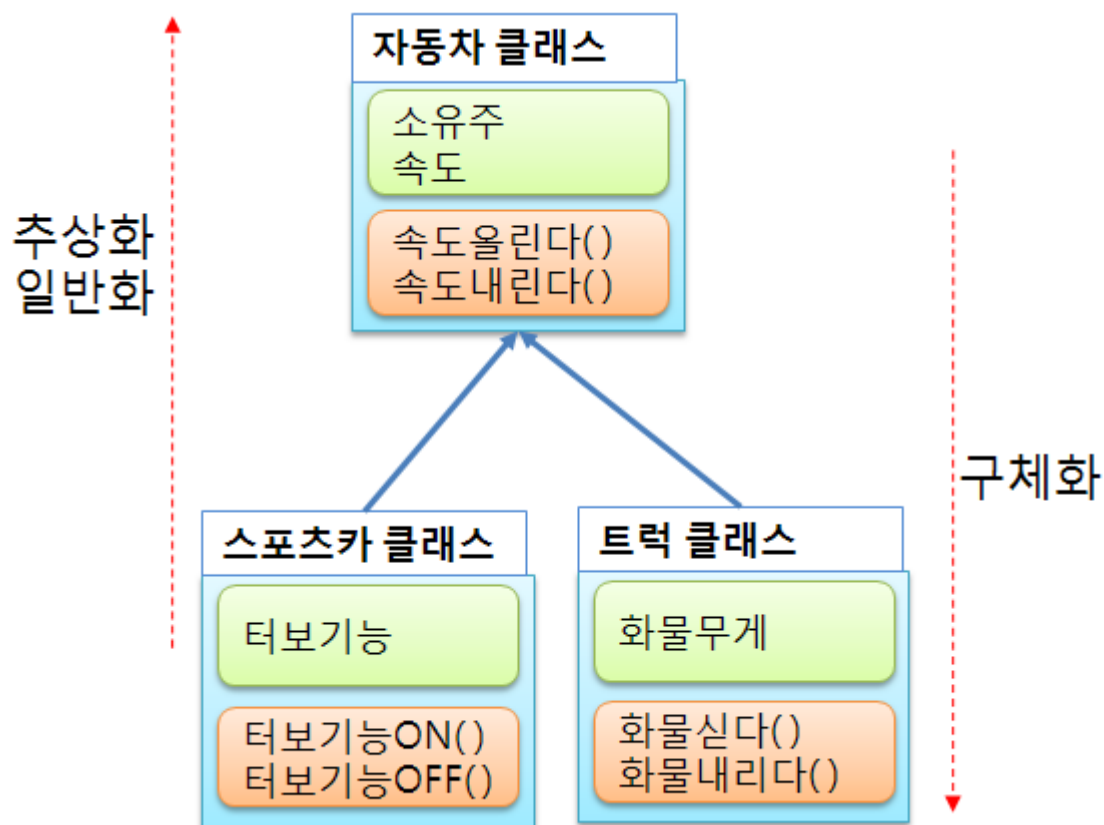 자동차 클래스
소유주
속도
속도올린다()
속도내린다()
추상화
일반화
구체화
스포츠카 클래스
터보기능
터보기능ON()
터보기능OFF()
트럭 클래스
화물무게
화물싣다()
화물내리다()